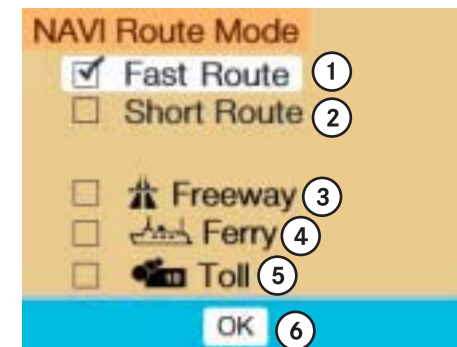 NAVI Route Mode
Fast Route 1
Short Route 2
Freeway 3
Ferry 4
Toll 5
OK 6